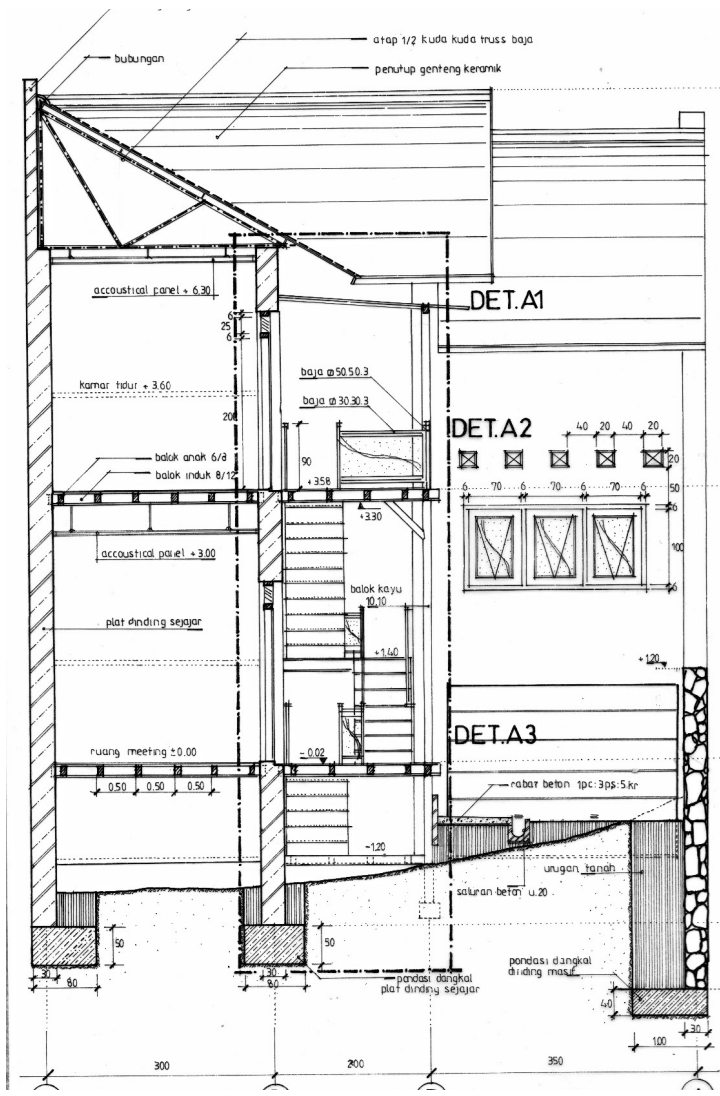 atap 1/2 kuda kuda truss baja
bubungan
penutup genteng keramik
accoustical panel + 6.30
DET.A1
6
25
6
baja ⌀ 50.50.3
kamar tidur + 3.60
baja ⌀ 30.30.3
200
DET.A2
40 20 40 20
20
90
balok anak 6/8
balok induk 8/12
+3.58
6 70 6 70 6 70 6
50
6
+3.30
100
accoustical panel + 3.00
balok kayu
10.10
6
plat dinding sejajar
+1.40
+1.20
DET.A3
ruang meeting ±0.00
-0.02
0.50 0.50 0.50
rabat beton 1pc:3ps:5kr
-1.20
urugan tanah
saluran beton u.20
50
50
pondasi dangkal
dinding masif
30
80
30
80
pondasi dangkal
plat dinding sejajar
40
30
100
300
200
350